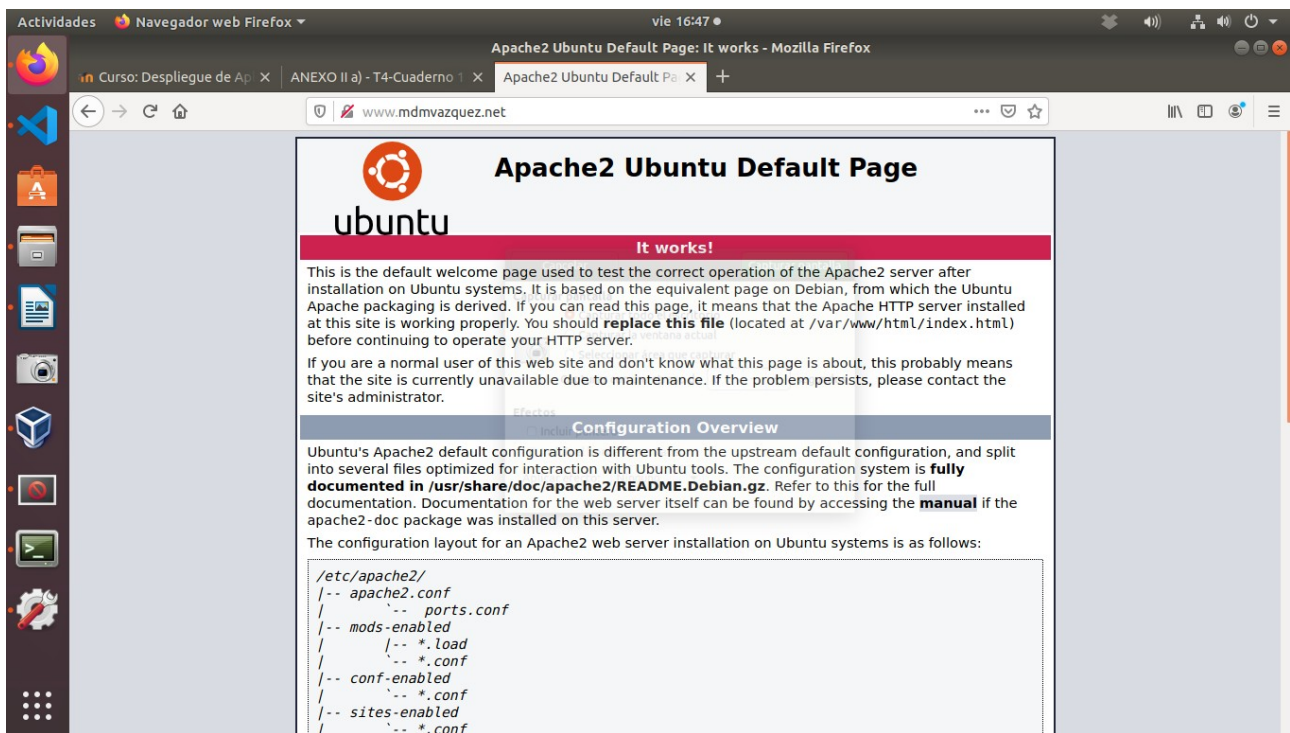 Actividades Navegador web Firefox vie 16:47
Apache2 Ubuntu Default Page: It works - Mozilla Firefox
Curso: Despliegue de Ap ANEXO II a) - T4-Cuaderno 1 Apache2 Ubuntu Default Pa
www.mdmvazquez.net
ubuntu
Apache2 Ubuntu Default Page
It works!
This is the default welcome page used to test the correct operation of the Apache2 server after
installation on Ubuntu systems. It is based on the equivalent page on Debian, from which the Ubuntu
Apache packaging is derived. If you can read this page, it means that the Apache HTTP server installed
at this site is working properly. You should replace this file (located at /var/www/html/index.html)
before continuing to operate your HTTP server.
If you are a normal user of this web site and don't know what this page is about, this probably means
that the site is currently unavailable due to maintenance. If the problem persists, please contact the
site's administrator.
Efectos
Configuration Overview
Ubuntu's Apache2 default configuration is different from the upstream default configuration, and split
into several files optimized for interaction with Ubuntu tools. The configuration system is fully
documented in /usr/share/doc/apache2/README.Debian.gz. Refer to this for the full
documentation. Documentation for the web server itself can be found by accessing the manual if the
apache2-doc package was installed on this server.
The configuration layout for an Apache2 web server installation on Ubuntu systems is as follows:
/etc/apache2/
|-- apache2.conf
| `-- ports.conf
|-- mods-enabled
| |-- *.load
| `-- *.conf
|-- conf-enabled
| `-- *.conf
|-- sites-enabled
| `-- *.conf